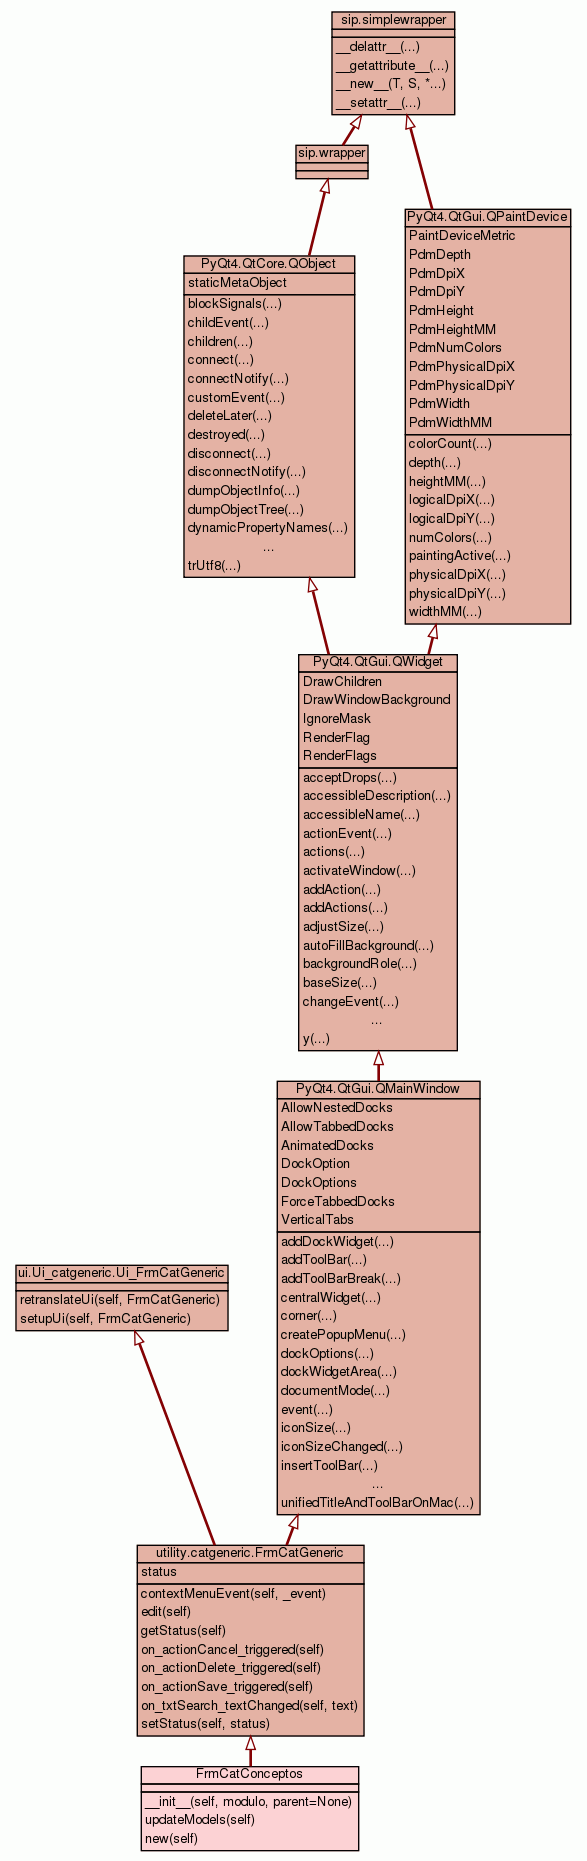 sip.simplewrapper
__delattr__(...)
__getattribute__(...)
__new__(T, S, *...)
__setattr__(...)
sip.wrapper
PyQt4.QtGui.QPaintDevice
PaintDeviceMetric
PdmDepth
PdmDpiX
PdmDpiY
PdmHeight
PdmHeightMM
PdmNumColors
PdmPhysicalDpiX
PdmPhysicalDpiY
PdmWidth
PdmWidthMM
colorCount(...)
depth(...)
heightMM(...)
logicalDpiX(...)
logicalDpiY(...)
numColors(...)
paintingActive(...)
physicalDpiX(...)
physicalDpiY(...)
widthMM(...)
PyQt4.QtCore.QObject
staticMetaObject
blockSignals(...)
childEvent(...)
children(...)
connect(...)
connectNotify(...)
customEvent(...)
deleteLater(...)
destroyed(...)
disconnect(...)
disconnectNotify(...)
dumpObjectInfo(...)
dumpObjectTree(...)
dynamicPropertyNames(...)
...
trUtf8(...)
PyQt4.QtGui.QWidget
DrawChildren
DrawWindowBackground
IgnoreMask
RenderFlag
RenderFlags
acceptDrops(...)
accessibleDescription(...)
accessibleName(...)
actionEvent(...)
actions(...)
activateWindow(...)
addAction(...)
addActions(...)
adjustSize(...)
autoFillBackground(...)
backgroundRole(...)
baseSize(...)
changeEvent(...)
...
y(...)
PyQt4.QtGui.QMainWindow
AllowNestedDocks
AllowTabbedDocks
AnimatedDocks
DockOption
DockOptions
ForceTabbedDocks
VerticalTabs
addDockWidget(...)
addToolBar(...)
addToolBarBreak(...)
centralWidget(...)
corner(...)
createPopupMenu(...)
dockOptions(...)
dockWidgetArea(...)
documentMode(...)
event(...)
iconSize(...)
iconSizeChanged(...)
insertToolBar(...)
...
unifiedTitleAndToolBarOnMac(...)
ui.Ui_catgeneric.Ui_FrmCatGeneric
retranslateUi(self, FrmCatGeneric)
setupUi(self, FrmCatGeneric)
utility.catgeneric.FrmCatGeneric
status
contextMenuEvent(self, _event)
edit(self)
getStatus(self)
on_actionCancel_triggered(self)
on_actionDelete_triggered(self)
on_actionSave_triggered(self)
on_txtSearch_textChanged(self, text)
setStatus(self, status)
FrmCatConceptos
__init__(self, modulo, parent=None)
updateModels(self)
new(self)